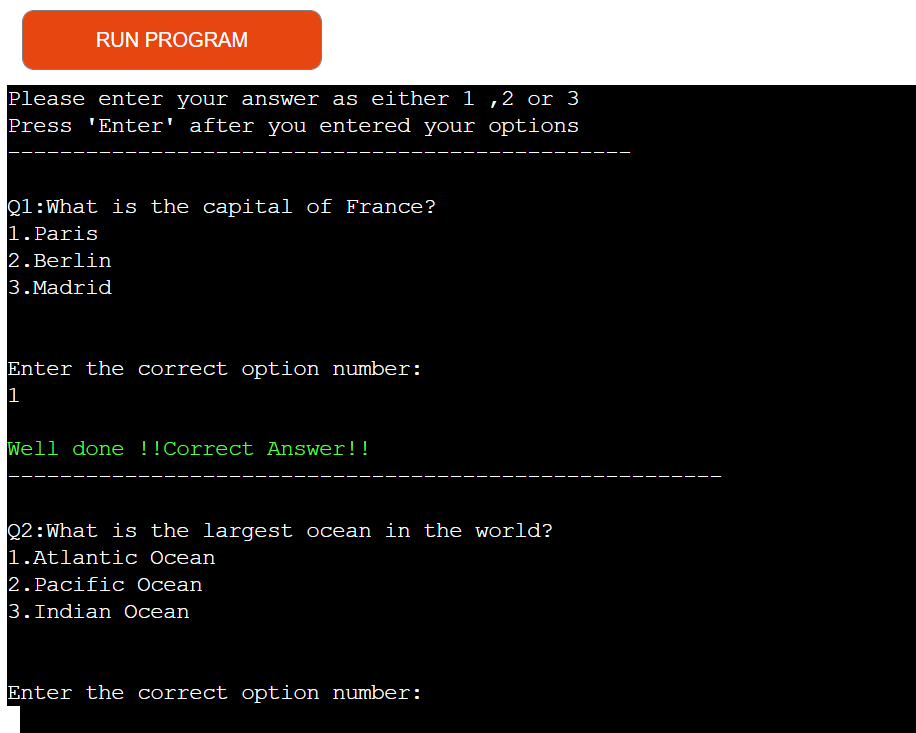 RUN PROGRAM
Please enter your answer as either 1 ,2 or 3
Press 'Enter' after you entered your options
------------------------------------------------
Q1:What is the capital of France?
1.Paris
2.Berlin
3.Madrid
Enter the correct option number:
1
Well done !!Correct Answer!!
-------------------------------------------------------
Q2:What is the largest ocean in the world?
1.Atlantic Ocean
2.Pacific Ocean
3.Indian Ocean
Enter the correct option number: